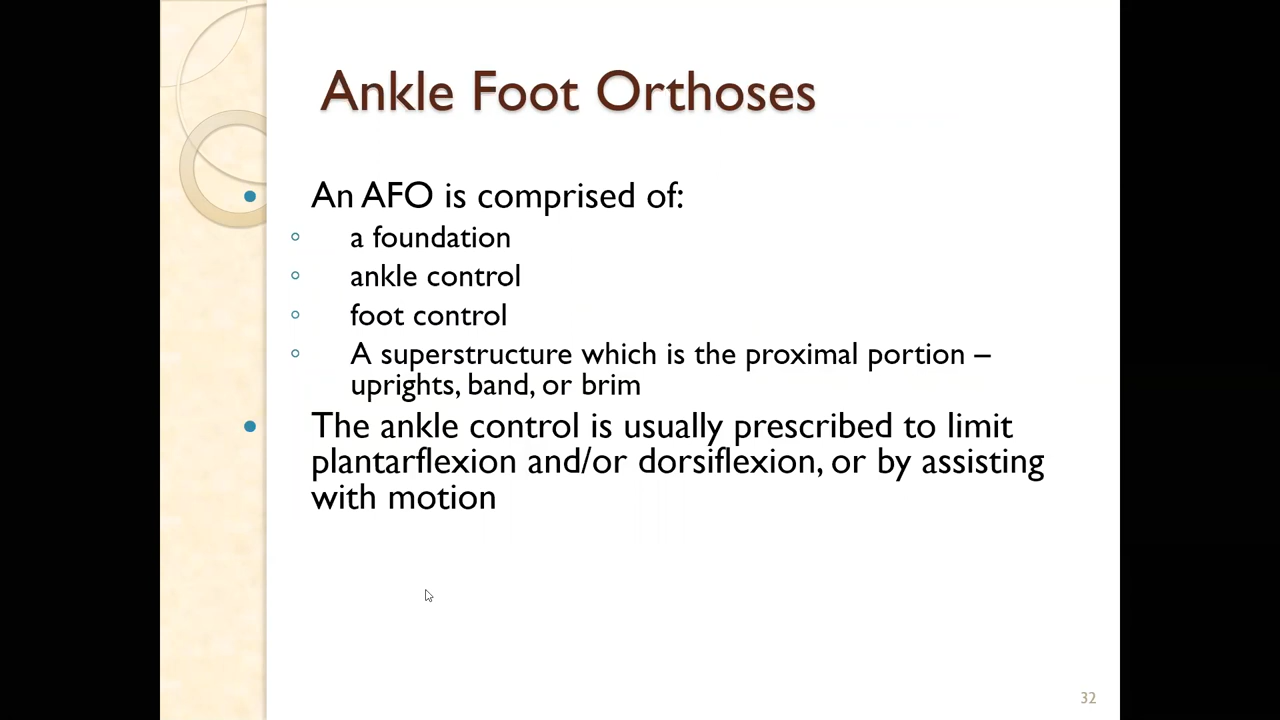 Ankle Foot Orthoses
An AFO is comprised of:
a foundation
ankle control
foot control
A superstructure which is the proximal portion –
uprights, band, or brim
The ankle control is usually prescribed to limit
plantarflexion and/or dorsiflexion, or by assisting
with motion
32